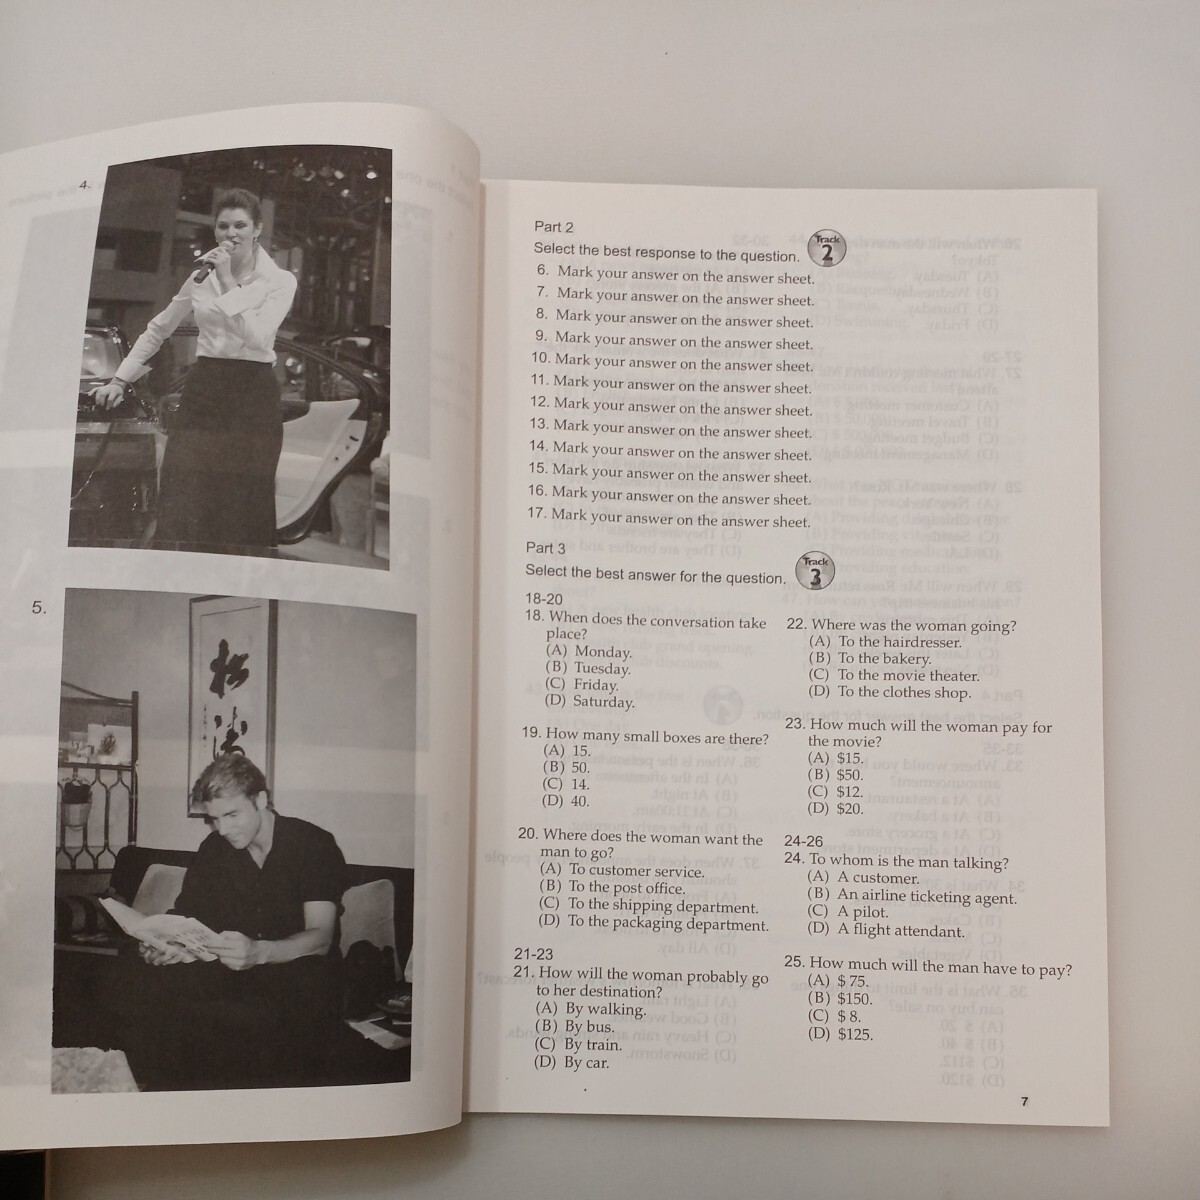 4.
松
濤
5.
Part 2
Select the best response to the question.
Track
2
6. Mark your answer on the answer sheet.
7. Mark your answer on the answer sheet.
8. Mark your answer on the answer sheet.
9. Mark your answer on the answer sheet.
10. Mark your answer on the answer sheet.
11. Mark your answer on the answer sheet.
12. Mark your answer on the answer sheet.
13. Mark your answer on the answer sheet.
14. Mark your answer on the answer sheet.
15. Mark your answer on the answer sheet.
16. Mark your answer on the answer sheet.
17. Mark your answer on the answer sheet.
Part 3
Select the best answer for the question.
Track
3
18-20
18. When does the conversation take
place?
(A) Monday.
(B) Tuesday.
(C) Friday.
(D) Saturday.
19. How many small boxes are there?
(A) 15.
(B) 50.
(C) 14.
(D) 40.
20. Where does the woman want the
man to go?
(A) To customer service.
(B) To the post office.
(C) To the shipping department.
(D) To the packaging department.
21-23
21. How will the woman probably go
to her destination?
(A) By walking.
(B) By bus.
(C) By train.
(D) By car.
22. Where was the woman going?
(A) To the hairdresser.
(B) To the bakery.
(C) To the movie theater.
(D) To the clothes shop.
23. How much will the woman pay for
the movie?
(A) $15.
(B) $50.
(C) $12.
(D) $20.
24-26
24. To whom is the man talking?
(A) A customer.
(B) An airline ticketing agent.
(C) A pilot.
(D) A flight attendant.
25. How much will the man have to pay?
(A) $ 75.
(B) $150.
(C) $ 8.
(D) $125.
7